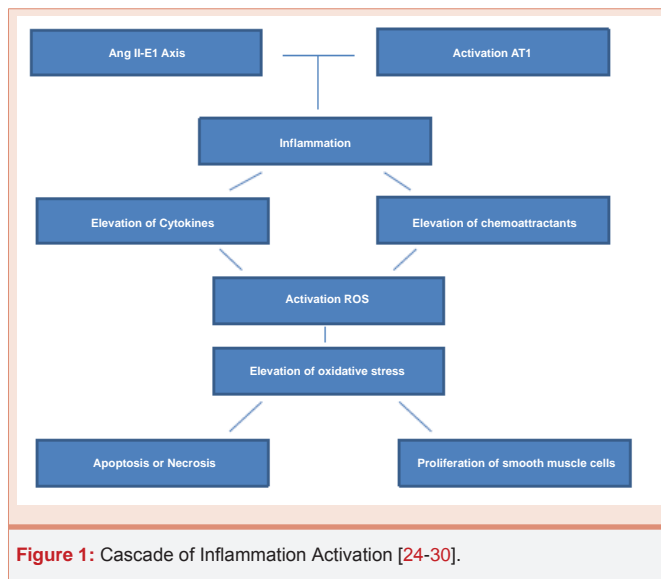 Ang II-E1 Axis
Activation AT1
Inflammation
Elevation of Cytokines
Elevation of chemoattractants
Activation ROS
Elevation of oxidative stress
Apoptosis or Necrosis
Proliferation of smooth muscle cells
Figure 1: Cascade of Inflammation Activation [24-30].